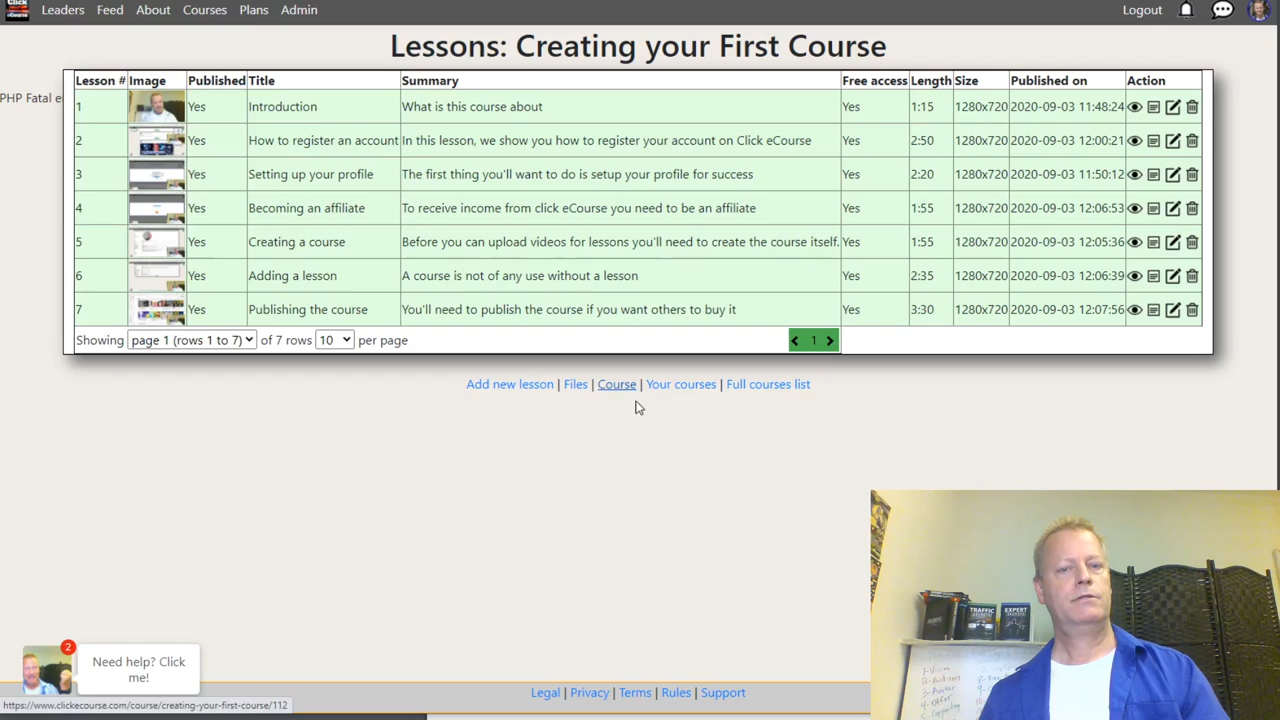 Click
eCourse
Leaders Feed About Courses Plans Admin Logout
Lessons: Creating your First Course
PHP Fatal e
Lesson # Image Published Title Summary Free access Length Size Published on Action
1 Yes Introduction What is this course about Yes 1:15 1280x720 2020-09-03 11:48:24
2 Yes How to register an account In this lesson, we show you how to register your account on Click eCourse Yes 2:50 1280x720 2020-09-03 12:00:21
3 Yes Setting up your profile The first thing you'll want to do is setup your profile for success Yes 2:20 1280x720 2020-09-03 11:50:12
4 Yes Becoming an affiliate To receive income from click eCourse you need to be an affiliate Yes 1:55 1280x720 2020-09-03 12:06:53
5 Yes Creating a course Before you can upload videos for lessons you'll need to create the course itself. Yes 1:55 1280x720 2020-09-03 12:05:36
6 Yes Adding a lesson A course is not of any use without a lesson Yes 2:35 1280x720 2020-09-03 12:06:39
7 Yes Publishing the course You'll need to publish the course if you want others to buy it Yes 3:30 1280x720 2020-09-03 12:07:56
Showing page 1 (rows 1 to 7) of 7 rows 10 per page 1
Add new lesson | Files | Course | Your courses | Full courses list
TRAFFIC
SECRETS
EXPERT
SECRETS
1-Vision
2-Audience
3-Avatar
4-Offer
2
Need help? Click
me!
Legal | Privacy | Terms | Rules | Support
https://www.clickecourse.com/course/creating-your-first-course/112